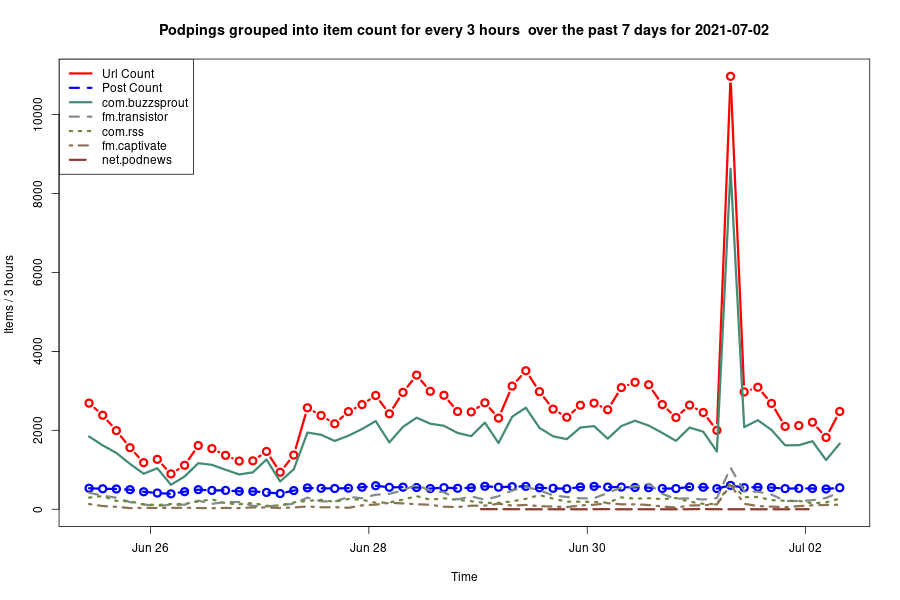 Podpings grouped into item count for every 3 hours  over the past 7 days for 2021-07-02
Url Count
Post Count
com.buzzsprout
fm.transistor
com.rss
fm.captivate
net.podnews
10000
8000
6000
4000
2000
0
Items / 3 hours
Jun 26
Jun 28
Jun 30
Jul 02
Time